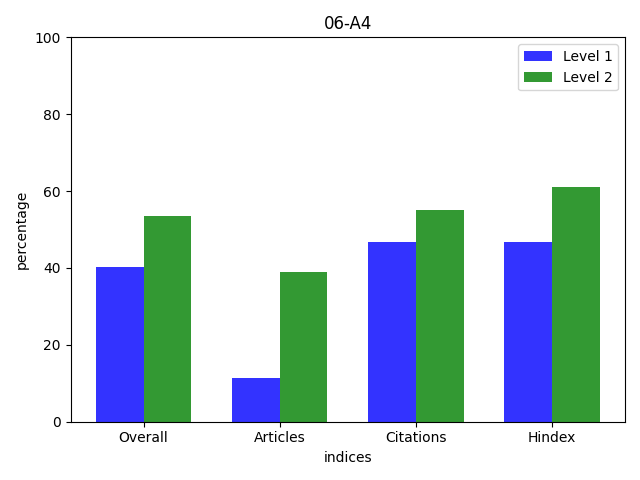 06-A4
100
80
60
40
20
0
percentage
Level 1
Level 2
Overall Articles Citations Hindex
indices